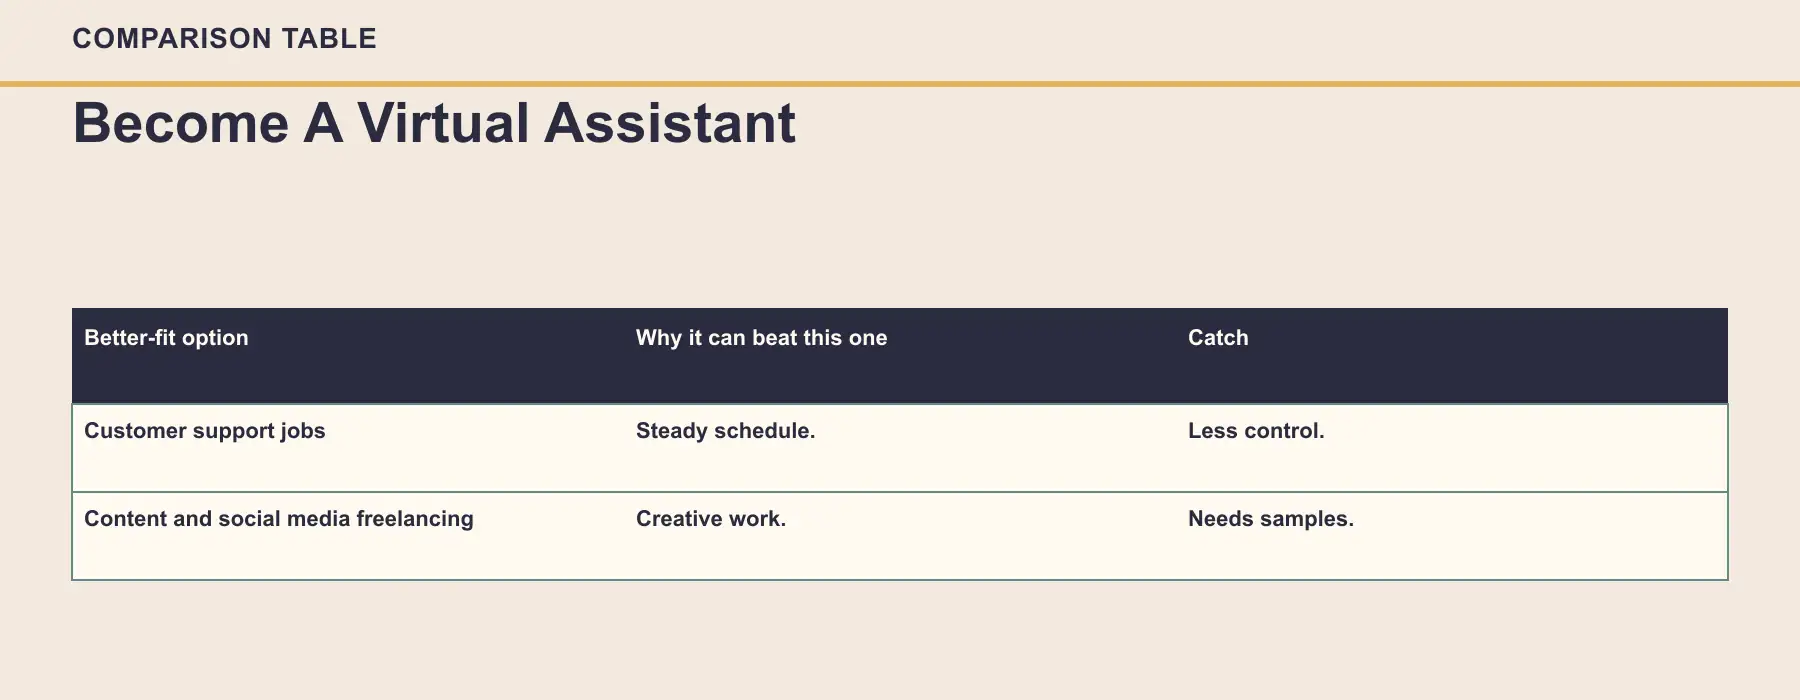 COMPARISON TABLE
Become A Virtual Assistant
Better-fit option Why it can beat this one Catch
Customer support jobs Steady schedule. Less control.
Content and social media freelancing Creative work. Needs samples.